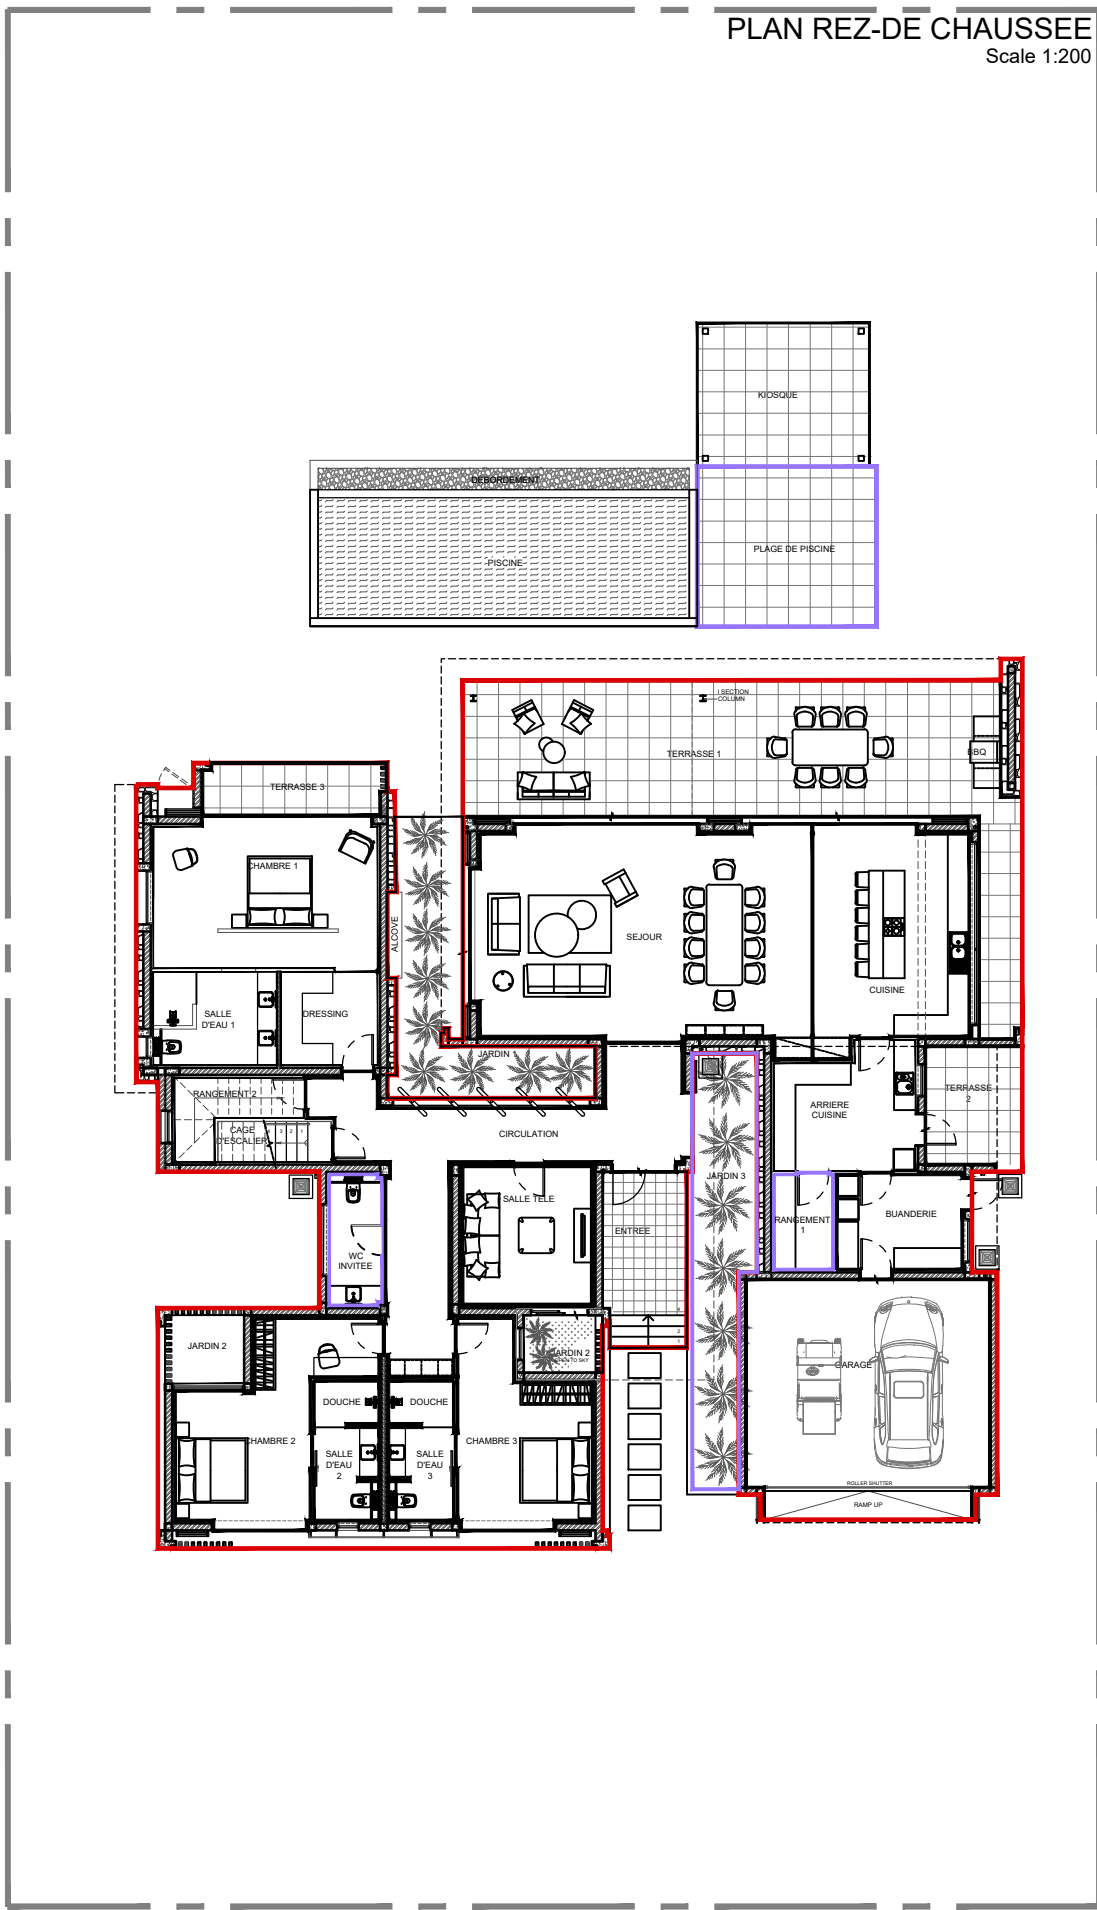 PLAN REZ-DE CHAUSSEE
Scale 1:200
KIOSQUE
DEBORDEMENT
PLAGE DE PISCINE
PISCINE
I SECTION
COLUMN
TERRASSE 1
BBQ
TERRASSE 3
CHAMBRE 1
ALCOVE
SEJOUR
CUISINE
SALLE
D'EAU 1
DRESSING
JARDIN 1
RANGEMENT 2
CAGE
D'ESCALIER
CIRCULATION
ARRIERE
CUISINE
TERRASSE
2
JARDIN 3
SALLE TELE
ENTREE
RANGEMENT
1
BUANDERIE
WC
INVITEE
JARDIN 2
JARDIN 2
OPEN TO SKY
GARAGE
DOUCHE
DOUCHE
CHAMBRE 2
SALLE
D'EAU
2
SALLE
D'EAU
3
CHAMBRE 3
ROLLER SHUTTER
RAMP UP